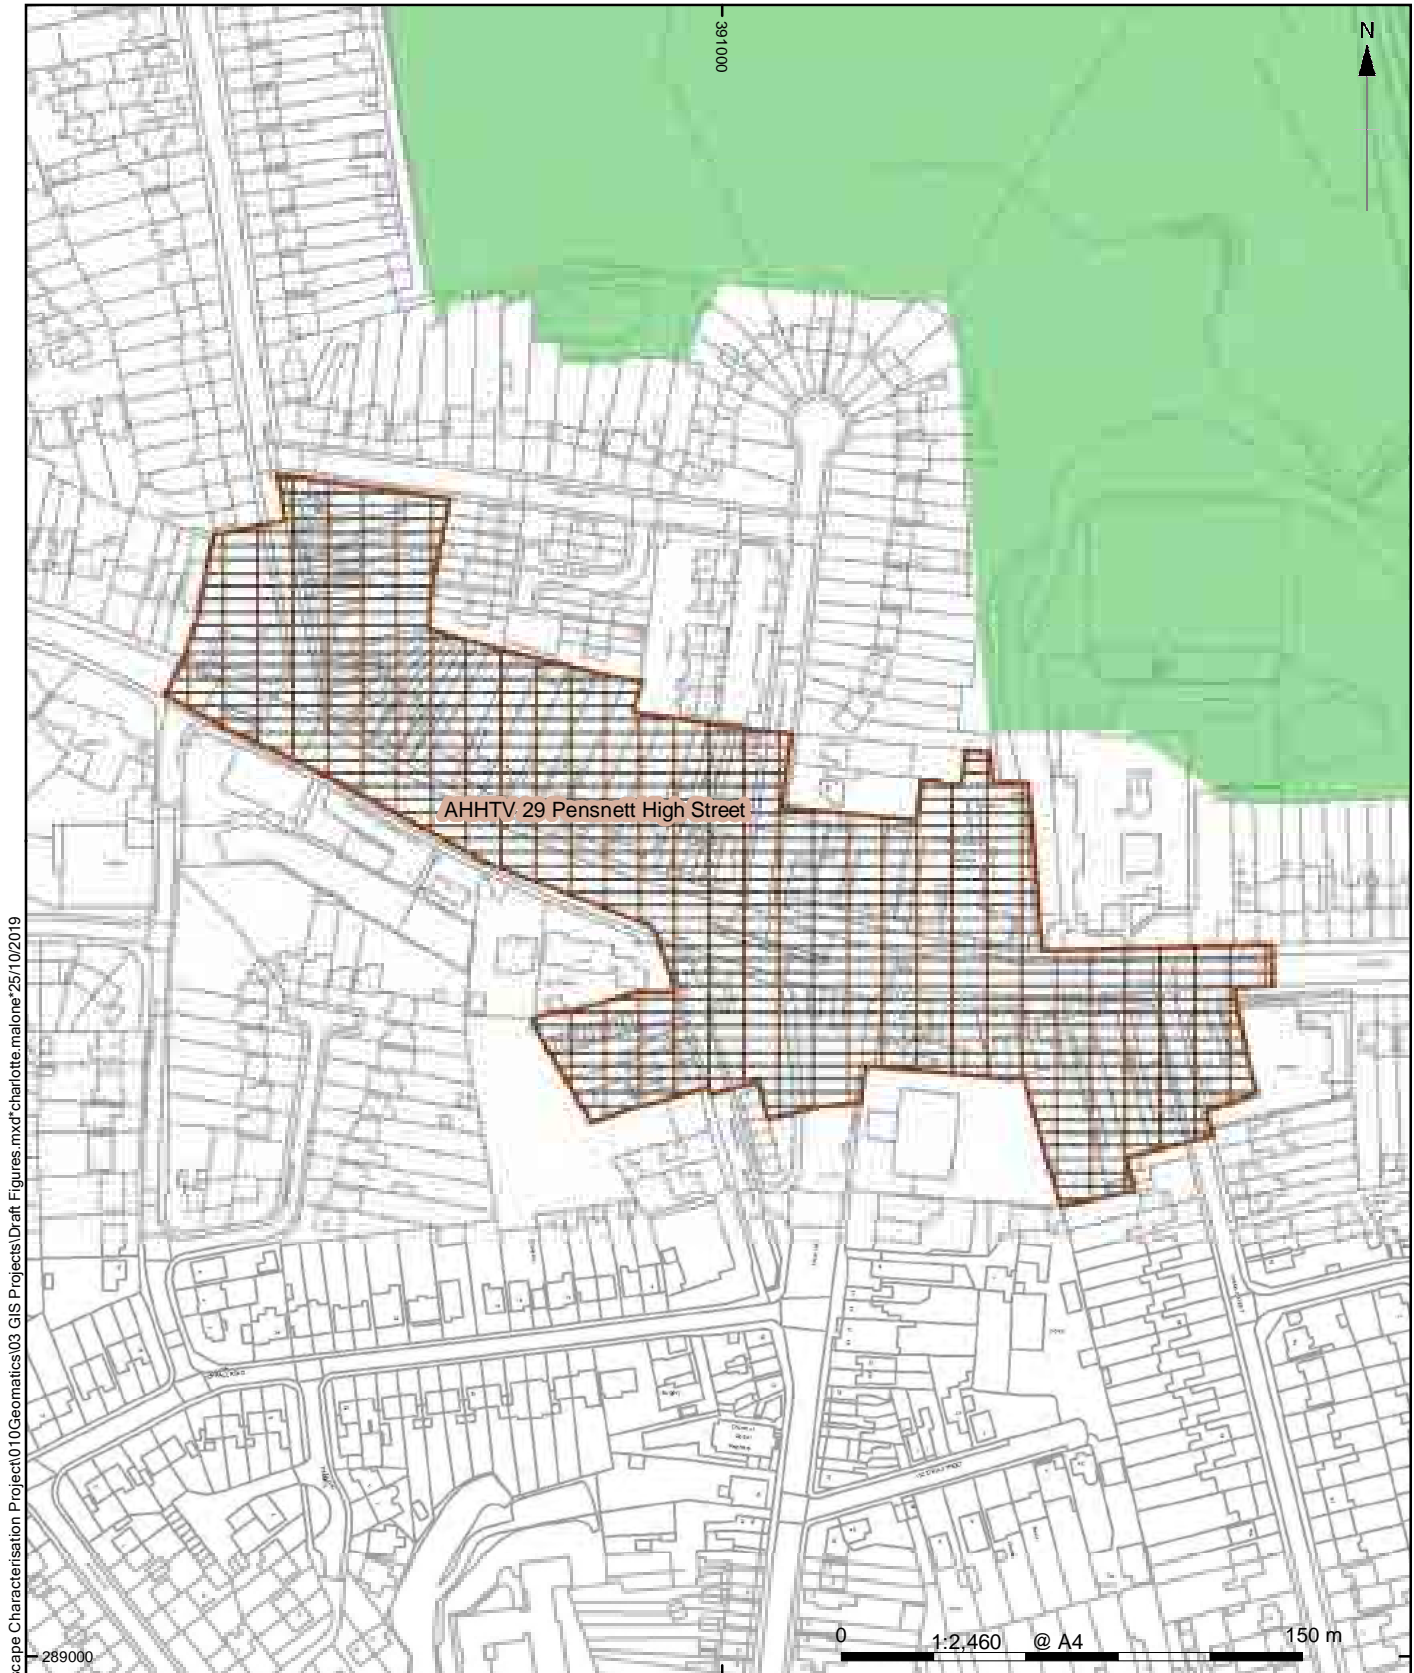 391000
N
AHHTV 29 Pensnett High Street
scape Characterisation Project\010Geomatics\03 GIS Projects\Draft Figures.mxd*charlotte.malone*25/10/2019
289000
0 1:2,460 @ A4 150 m